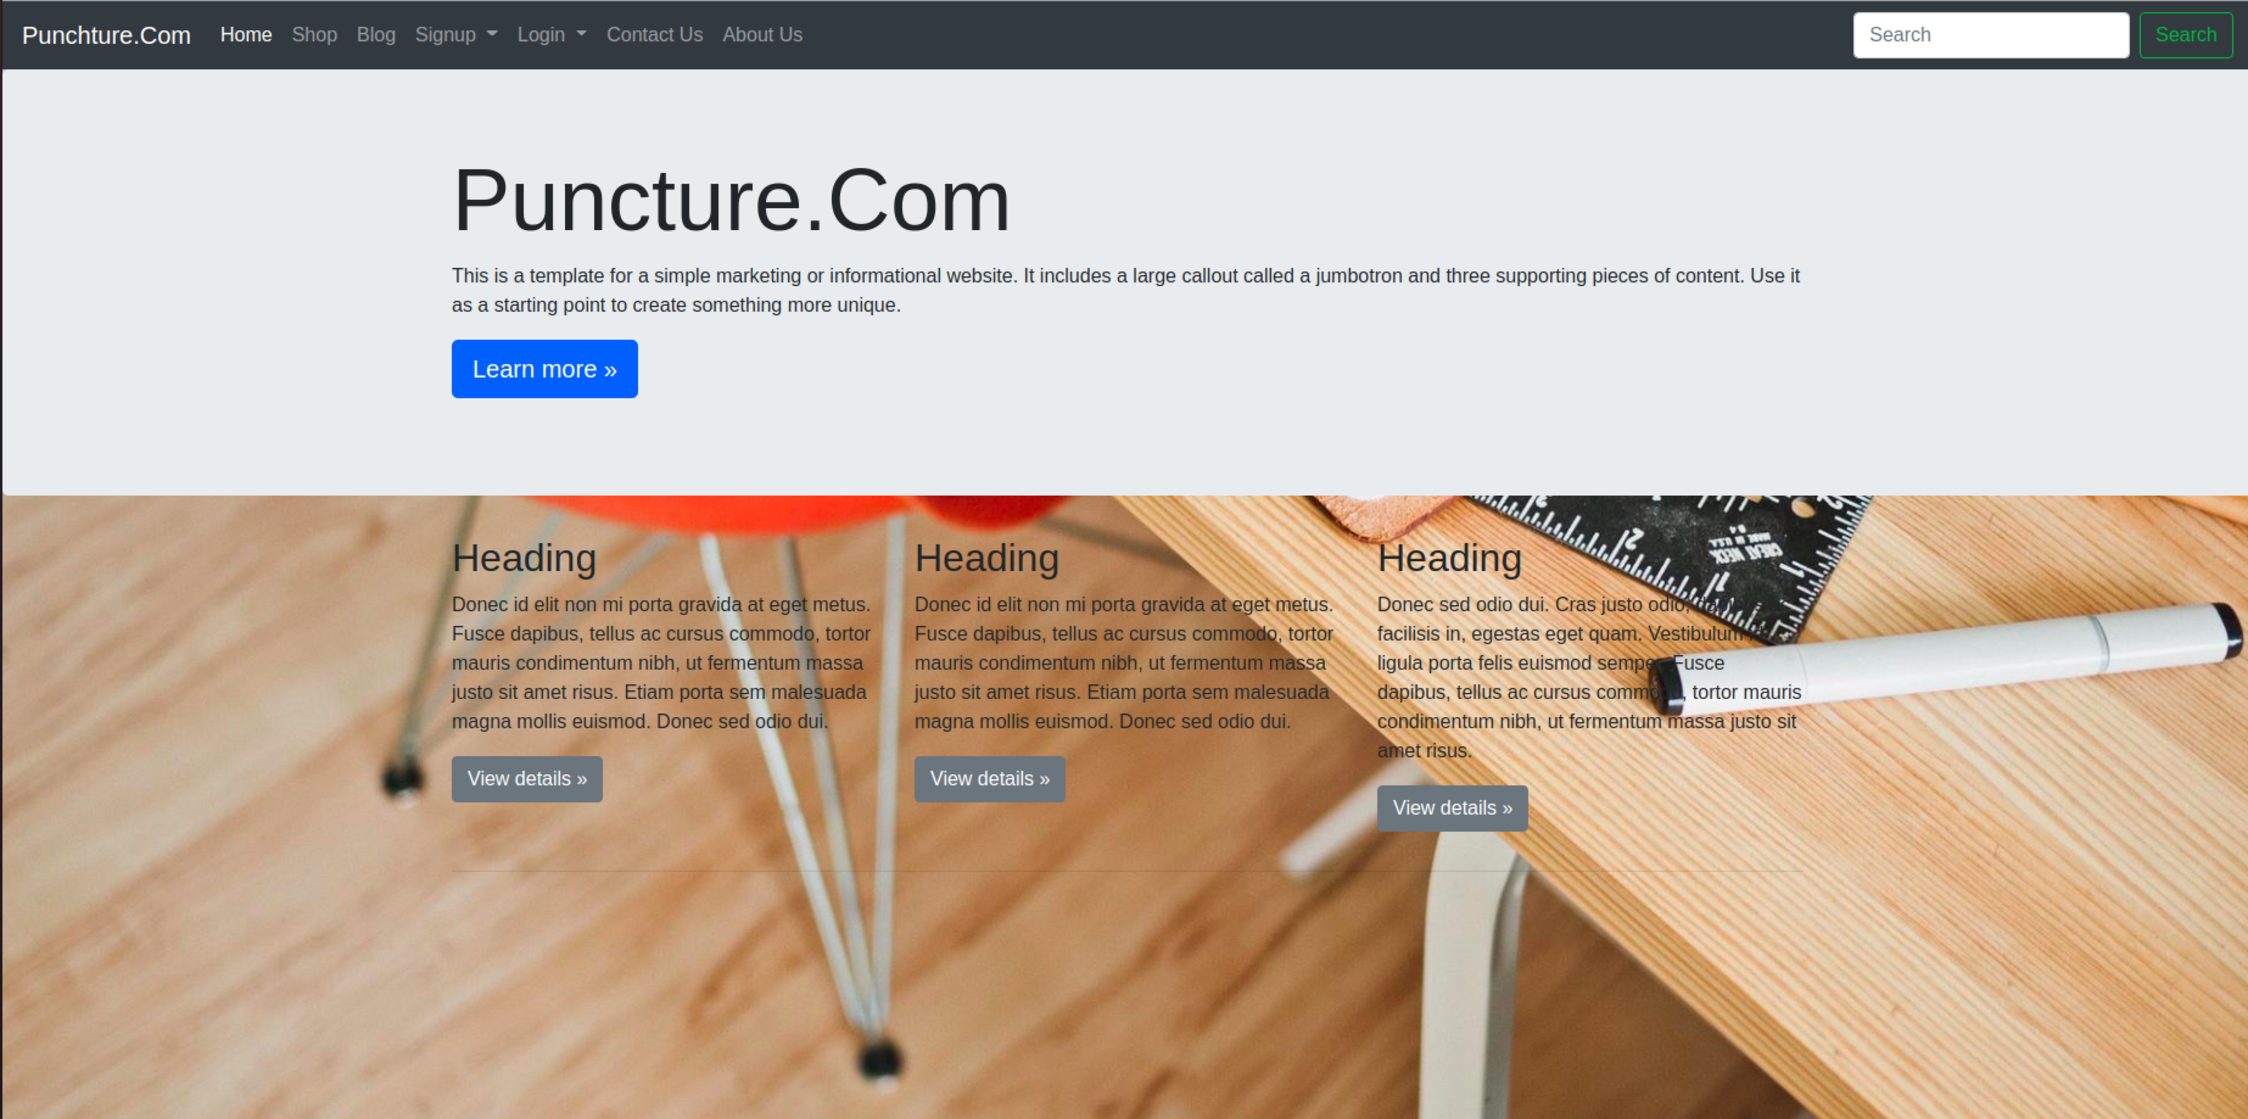 Punchture.Com Home Shop Blog Signup Login Contact Us About Us Search Search
Puncture.Com
This is a template for a simple marketing or informational website. It includes a large callout called a jumbotron and three supporting pieces of content. Use it
as a starting point to create something more unique.
Learn more »
Heading
Donec id elit non mi porta gravida at eget metus.
Fusce dapibus, tellus ac cursus commodo, tortor
mauris condimentum nibh, ut fermentum massa
justo sit amet risus. Etiam porta sem malesuada
magna mollis euismod. Donec sed odio dui.
View details »
Heading
Donec id elit non mi porta gravida at eget metus.
Fusce dapibus, tellus ac cursus commodo, tortor
mauris condimentum nibh, ut fermentum massa
justo sit amet risus. Etiam porta sem malesuada
magna mollis euismod. Donec sed odio dui.
View details »
Heading
Donec sed odio dui. Cras justo odio,
facilisis in, egestas eget quam. Vestibulum
ligula porta felis euismod semper. Fusce
dapibus, tellus ac cursus commodo, tortor mauris
condimentum nibh, ut fermentum massa justo sit
amet risus.
View details »
2
1
GREAT NECK
MADE IN U.S.A.